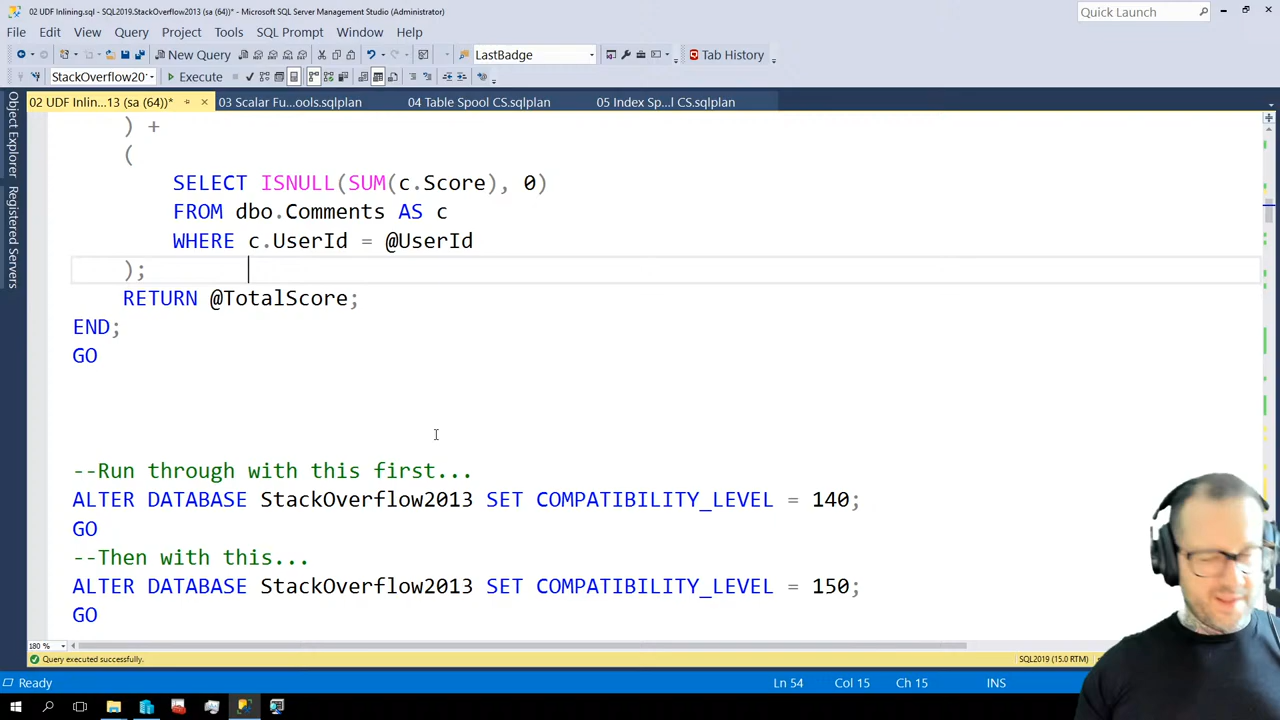 02 UDF Inlining.sql - SQL2019.StackOverflow2013 (sa (64))* - Microsoft SQL Server Management Studio (Administrator)
Quick Launch
File Edit View Query Project Tools SQL Prompt Window Help
New Query
LastBadge
Tab History
StackOverflow20
Execute
02 UDF Inlin...13 (sa (64))*
03 Scalar Fu...ools.sqlplan
04 Table Spool CS.sqlplan
05 Index Sp...l CS.sqlplan
Object Explorer
Registered Servers
) +
(
SELECT ISNULL(SUM(c.Score), 0)
FROM dbo.Comments AS c
WHERE c.UserId = @UserId
);
RETURN @TotalScore;
END;
GO
--Run through with this first...
ALTER DATABASE StackOverflow2013 SET COMPATIBILITY_LEVEL = 140;
GO
--Then with this...
ALTER DATABASE StackOverflow2013 SET COMPATIBILITY_LEVEL = 150;
GO
180 %
Query executed successfully.
SQL2019 (15.0 RTM)
Ready
Ln 54
Col 15
Ch 15
INS